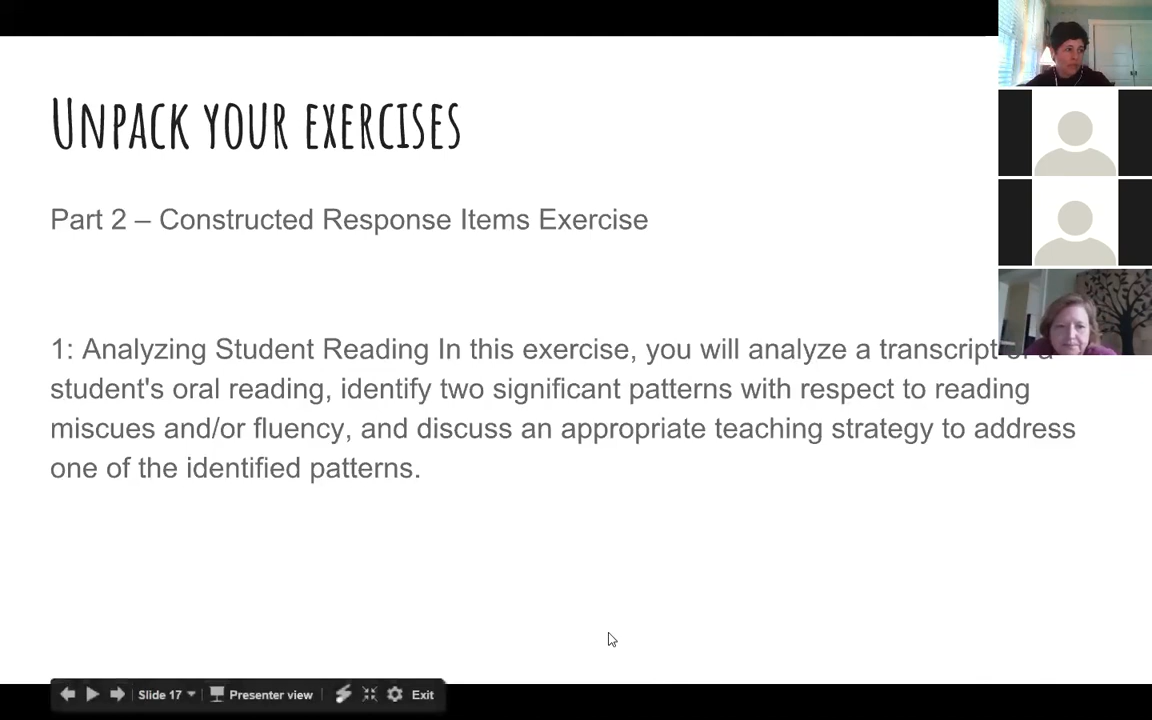 Unpack your exercises
Part 2 – Constructed Response Items Exercise
1: Analyzing Student Reading In this exercise, you will analyze a transcript of a
student's oral reading, identify two significant patterns with respect to reading
miscues and/or fluency, and discuss an appropriate teaching strategy to address
one of the identified patterns.
Slide 17 Presenter view Exit